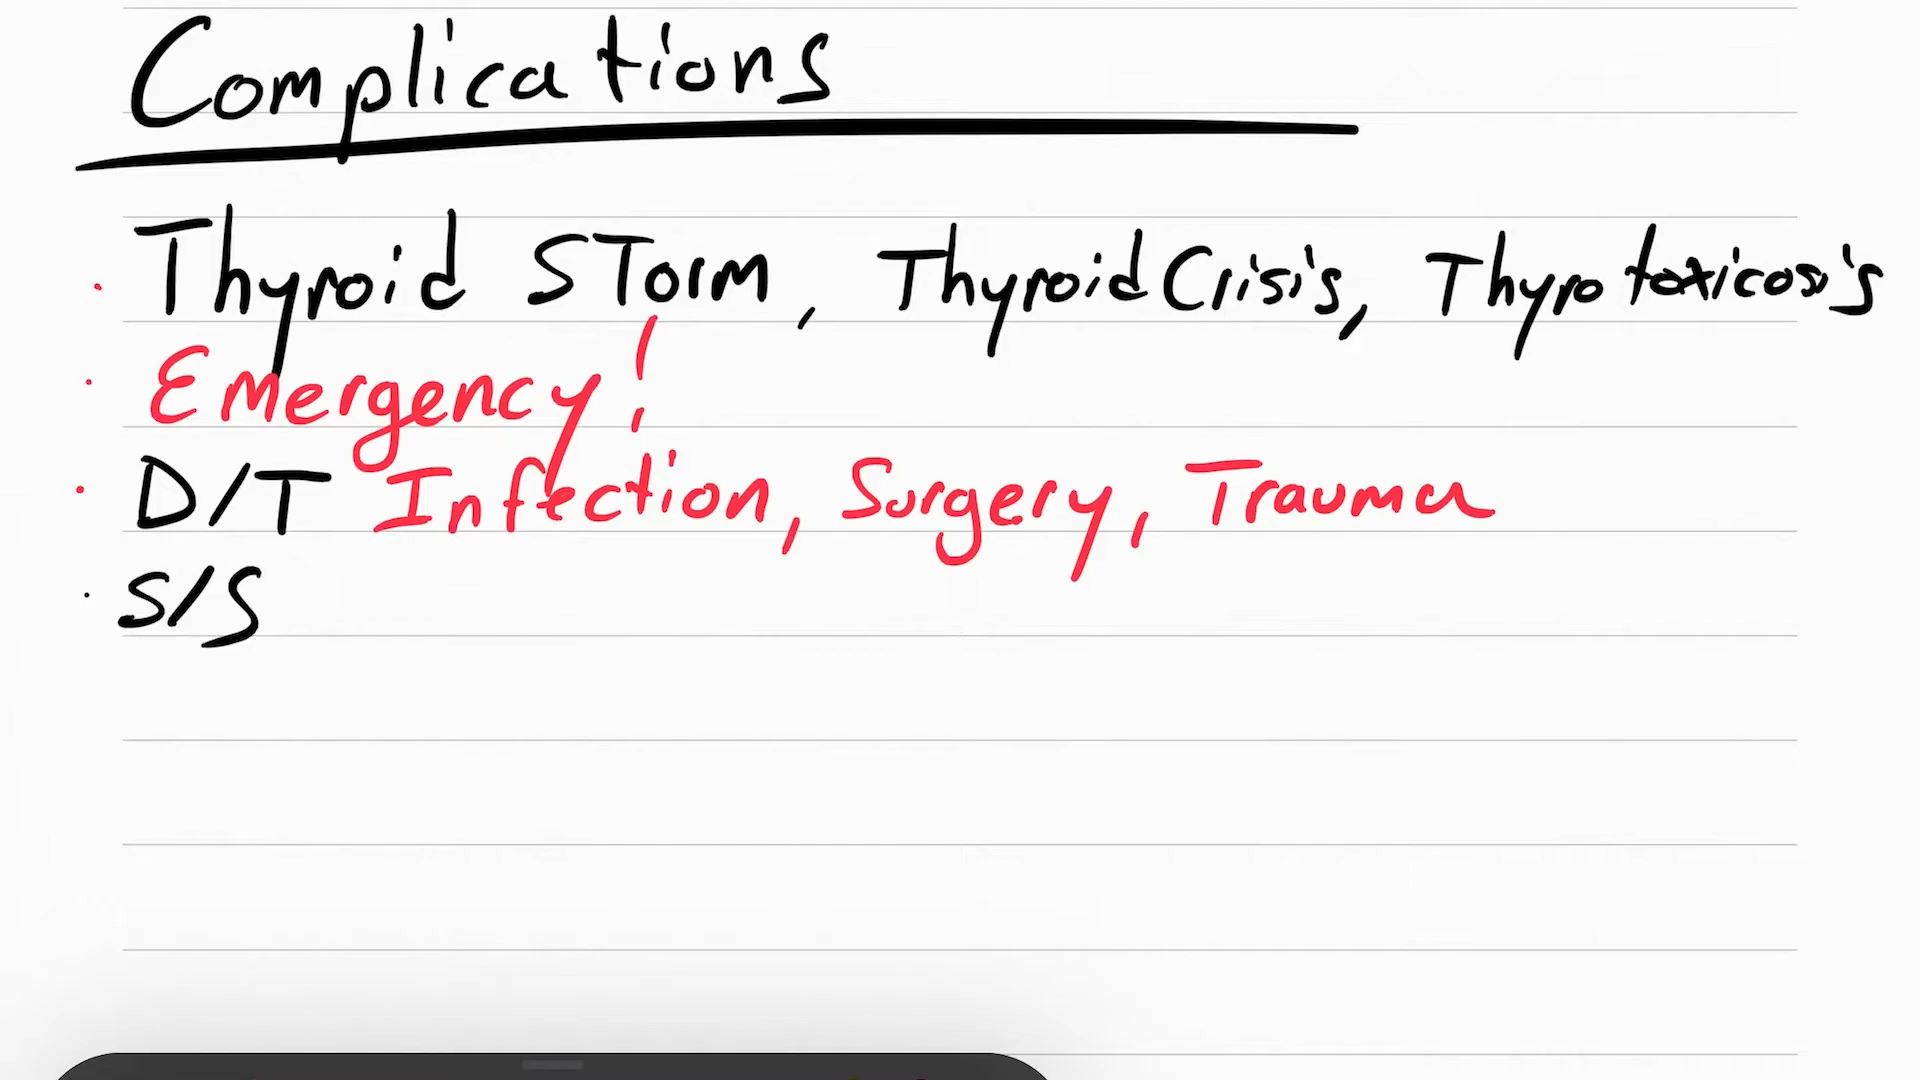 Complications
· Thyroid STorm, Thyroid Crisis, Thyrotoxicosis
· Emergency!
· D/T Infection, Surgery, Trauma
· S/S